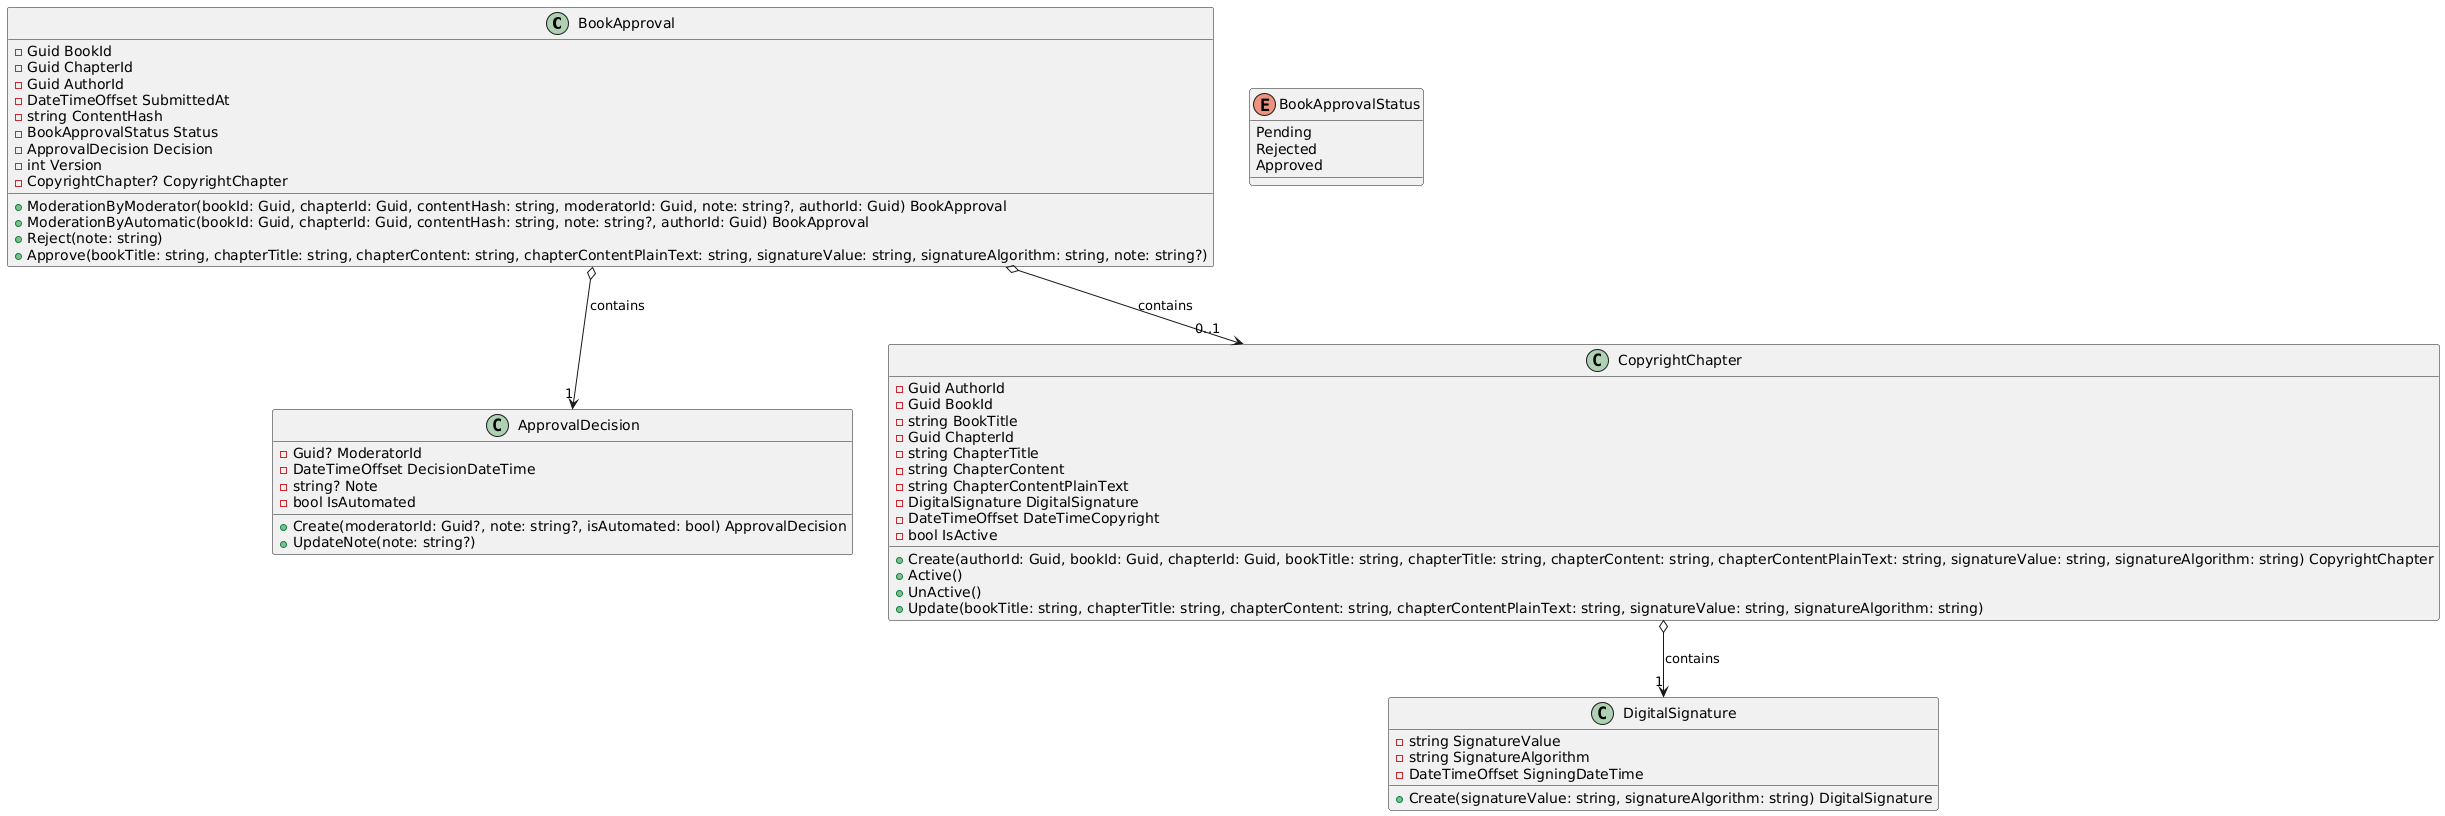 C BookApproval
Guid BookId
Guid ChapterId
Guid AuthorId
DateTimeOffset SubmittedAt
string ContentHash
BookApprovalStatus Status
ApprovalDecision Decision
int Version
CopyrightChapter? CopyrightChapter
ModerationByModerator(bookId: Guid, chapterId: Guid, contentHash: string, moderatorId: Guid, note: string?, authorId: Guid) BookApproval
ModerationByAutomatic(bookId: Guid, chapterId: Guid, contentHash: string, note: string?, authorId: Guid) BookApproval
Reject(note: string)
Approve(bookTitle: string, chapterTitle: string, chapterContent: string, chapterContentPlainText: string, signatureValue: string, signatureAlgorithm: string, note: string?)
E BookApprovalStatus
Pending
Rejected
Approved
contains
contains
1
0..1
C ApprovalDecision
Guid? ModeratorId
DateTimeOffset DecisionDateTime
string? Note
bool IsAutomated
Create(moderatorId: Guid?, note: string?, isAutomated: bool) ApprovalDecision
UpdateNote(note: string?)
C CopyrightChapter
Guid AuthorId
Guid BookId
string BookTitle
Guid ChapterId
string ChapterTitle
string ChapterContent
string ChapterContentPlainText
DigitalSignature DigitalSignature
DateTimeOffset DateTimeCopyright
bool IsActive
Create(authorId: Guid, bookId: Guid, chapterId: Guid, bookTitle: string, chapterTitle: string, chapterContent: string, chapterContentPlainText: string, signatureValue: string, signatureAlgorithm: string) CopyrightChapter
Active()
UnActive()
Update(bookTitle: string, chapterTitle: string, chapterContent: string, chapterContentPlainText: string, signatureValue: string, signatureAlgorithm: string)
contains
1
C DigitalSignature
string SignatureValue
string SignatureAlgorithm
DateTimeOffset SigningDateTime
Create(signatureValue: string, signatureAlgorithm: string) DigitalSignature